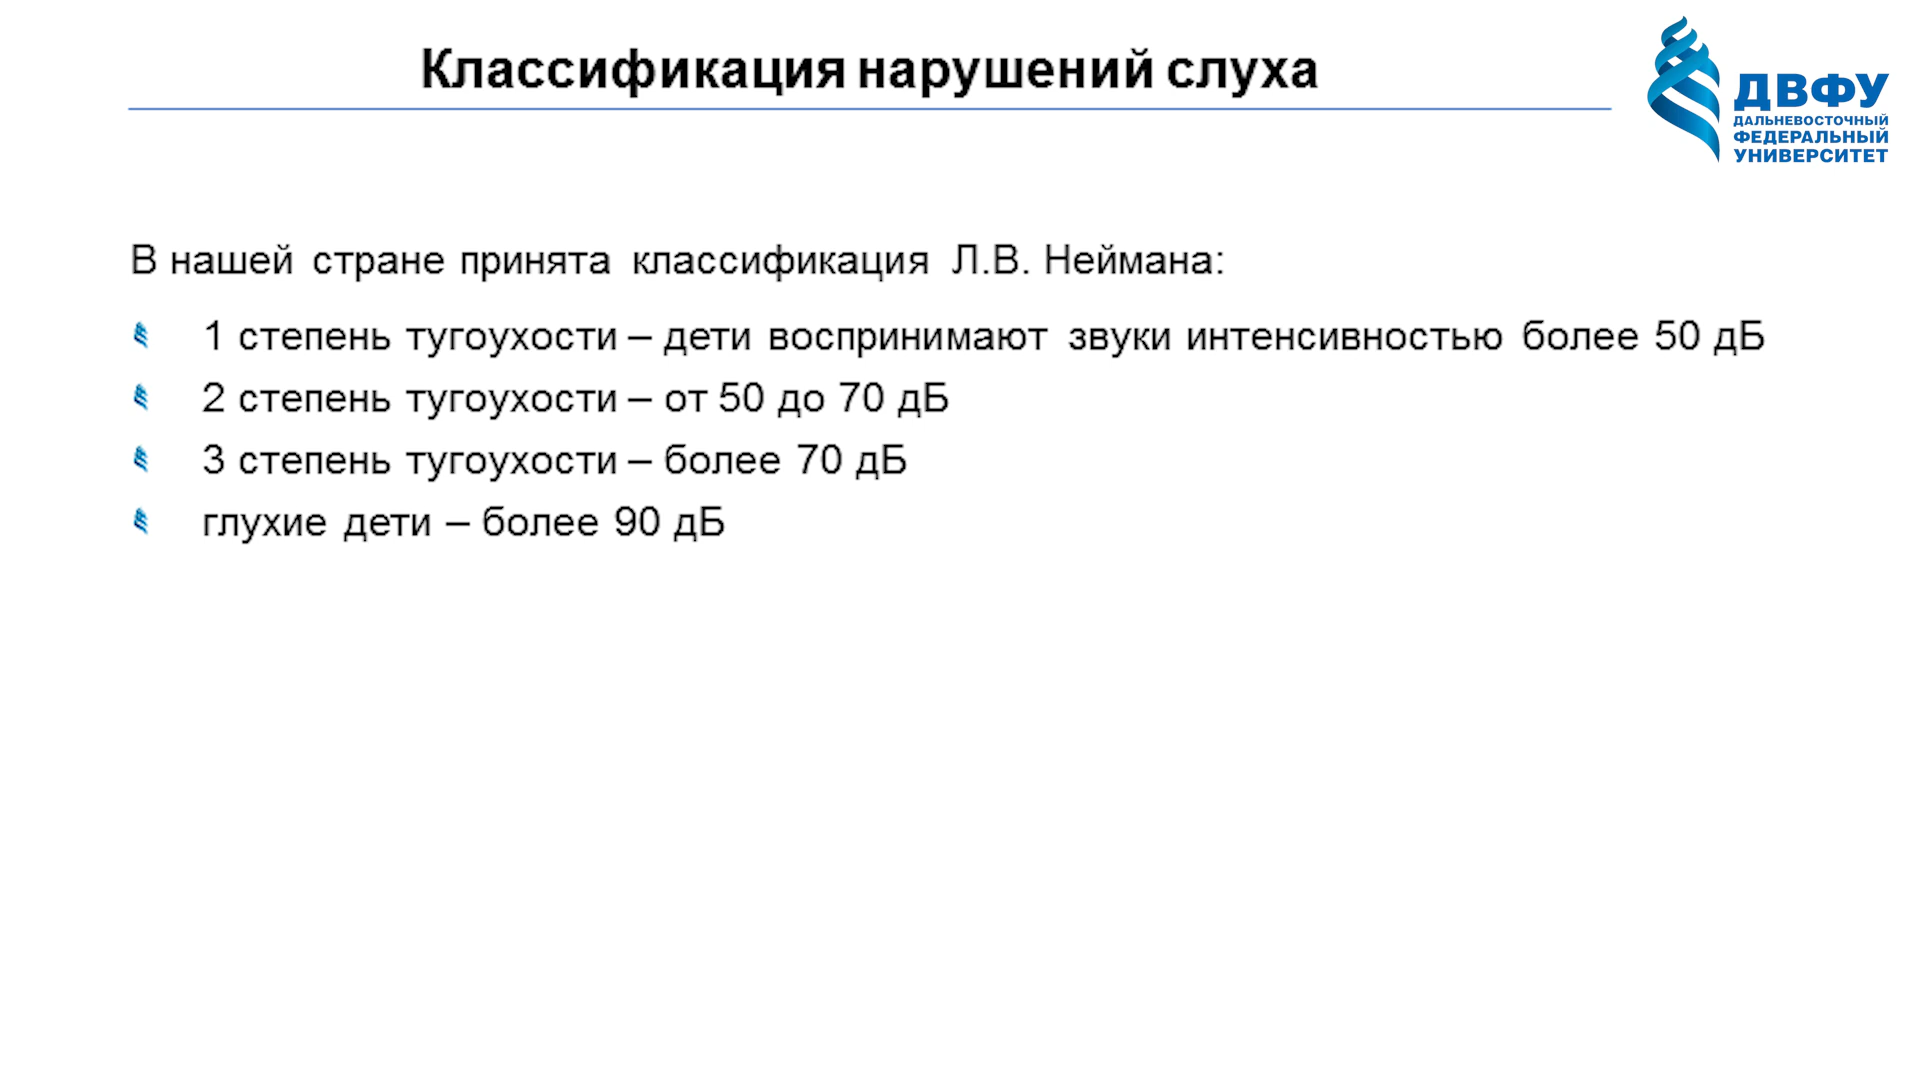 Классификация нарушений слуха
ДВФУ
ДАЛЬНЕВОСТОЧНЫЙ
ФЕДЕРАЛЬНЫЙ
УНИВЕРСИТЕТ
В нашей стране принята классификация Л.В. Неймана:
1 степень тугоухости – дети воспринимают звуки интенсивностью более 50 дБ
2 степень тугоухости – от 50 до 70 дБ
3 степень тугоухости – более 70 дБ
глухие дети – более 90 дБ